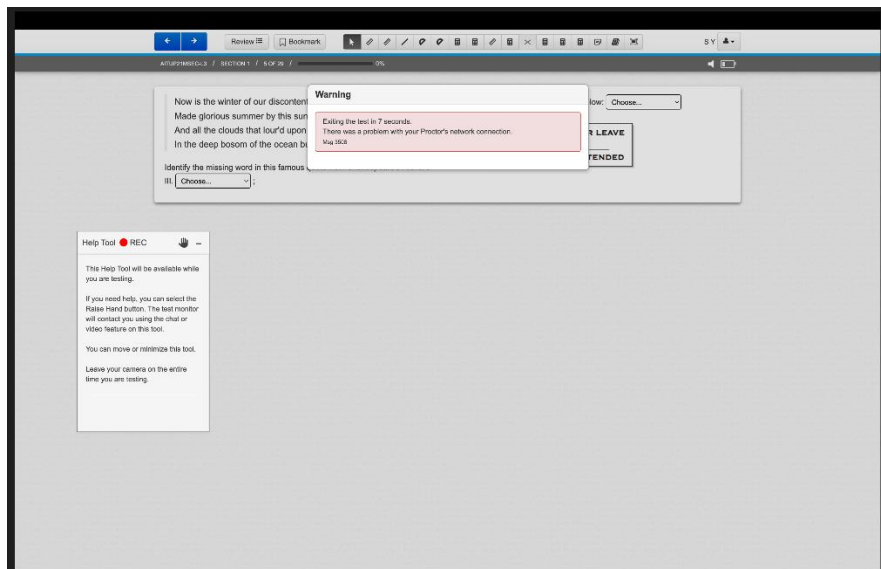 Review
Bookmark
S Y
SECTION 1 / 5 OF 26 /
0%
Now is the winter of our discontent
Made glorious summer by this sun
And all the clouds that lour'd upon
In the deep bosom of the ocean
Identify the missing word in this famous
III. Choose... ;
Warning
Exiting the test in 7 seconds.
There was a problem with your Proctor's network connection.
Msg 3508
low: Choose...
R LEAVE
TENDED
Help Tool REC
This Help Tool will be available while
you are testing.
If you need help, you can select the
Raise Hand button. The test monitor
will contact you using the chat or
video feature on this tool.
You can move or minimize this tool.
Leave your camera on the entire
time you are testing.